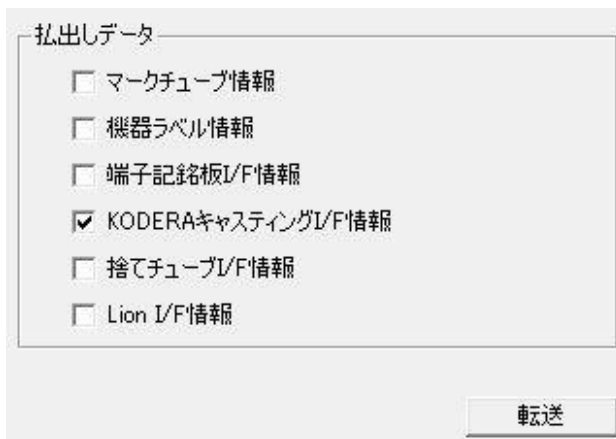 払出しデータ
マークチューブ情報
機器ラベル情報
端子記銘板I/F情報
KODERAキャスティングI/F情報
捨てチューブI/F情報
Lion I/F情報
転送